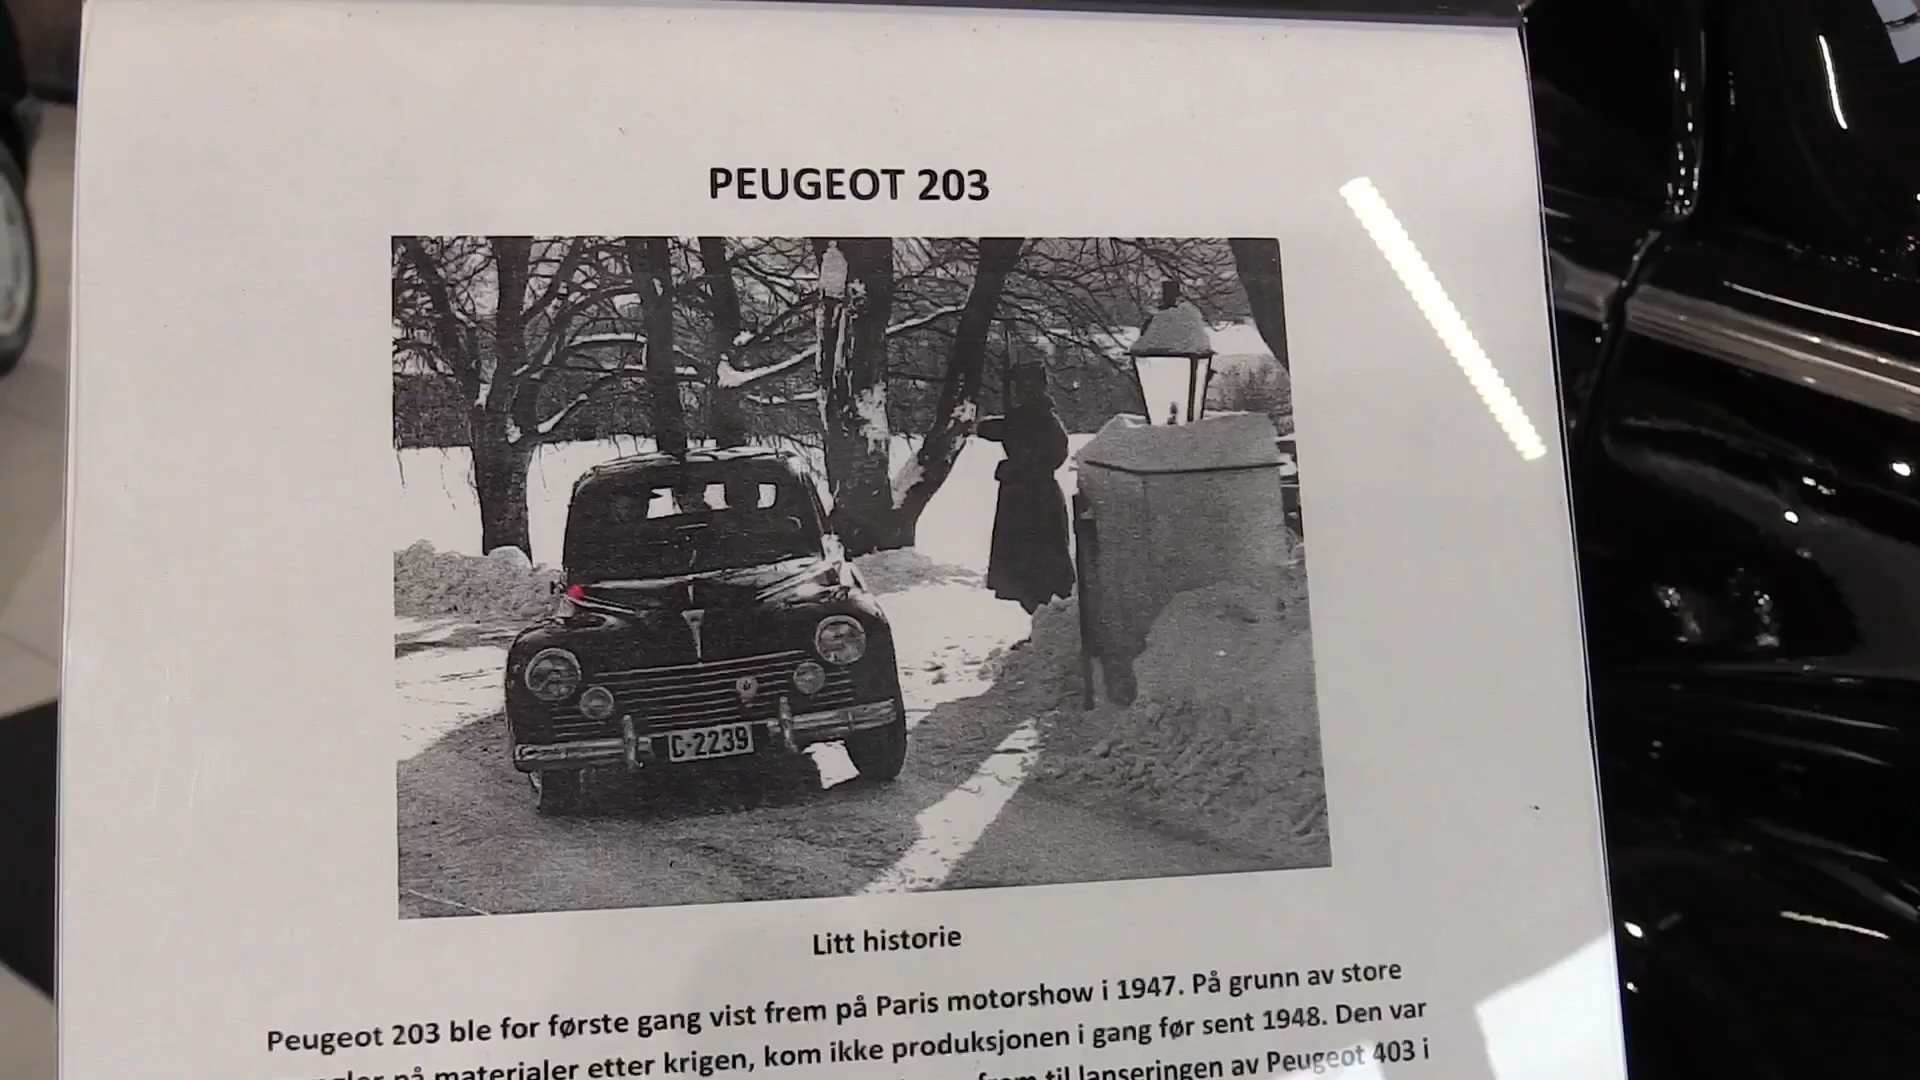 PEUGEOT 203
C-2239
Litt historie
Peugeot 203 ble for første gang vist frem på Paris motorshow i 1947. På grunn av store
på materialer etter krigen, kom ikke produksjonen i gang før sent 1948. Den var
frem til lanseringen av Peugeot 403 i